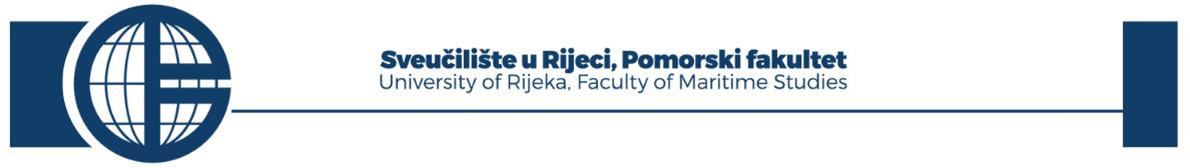 Sveučilište u Rijeci, Pomorski fakultet
University of Rijeka, Faculty of Maritime Studies